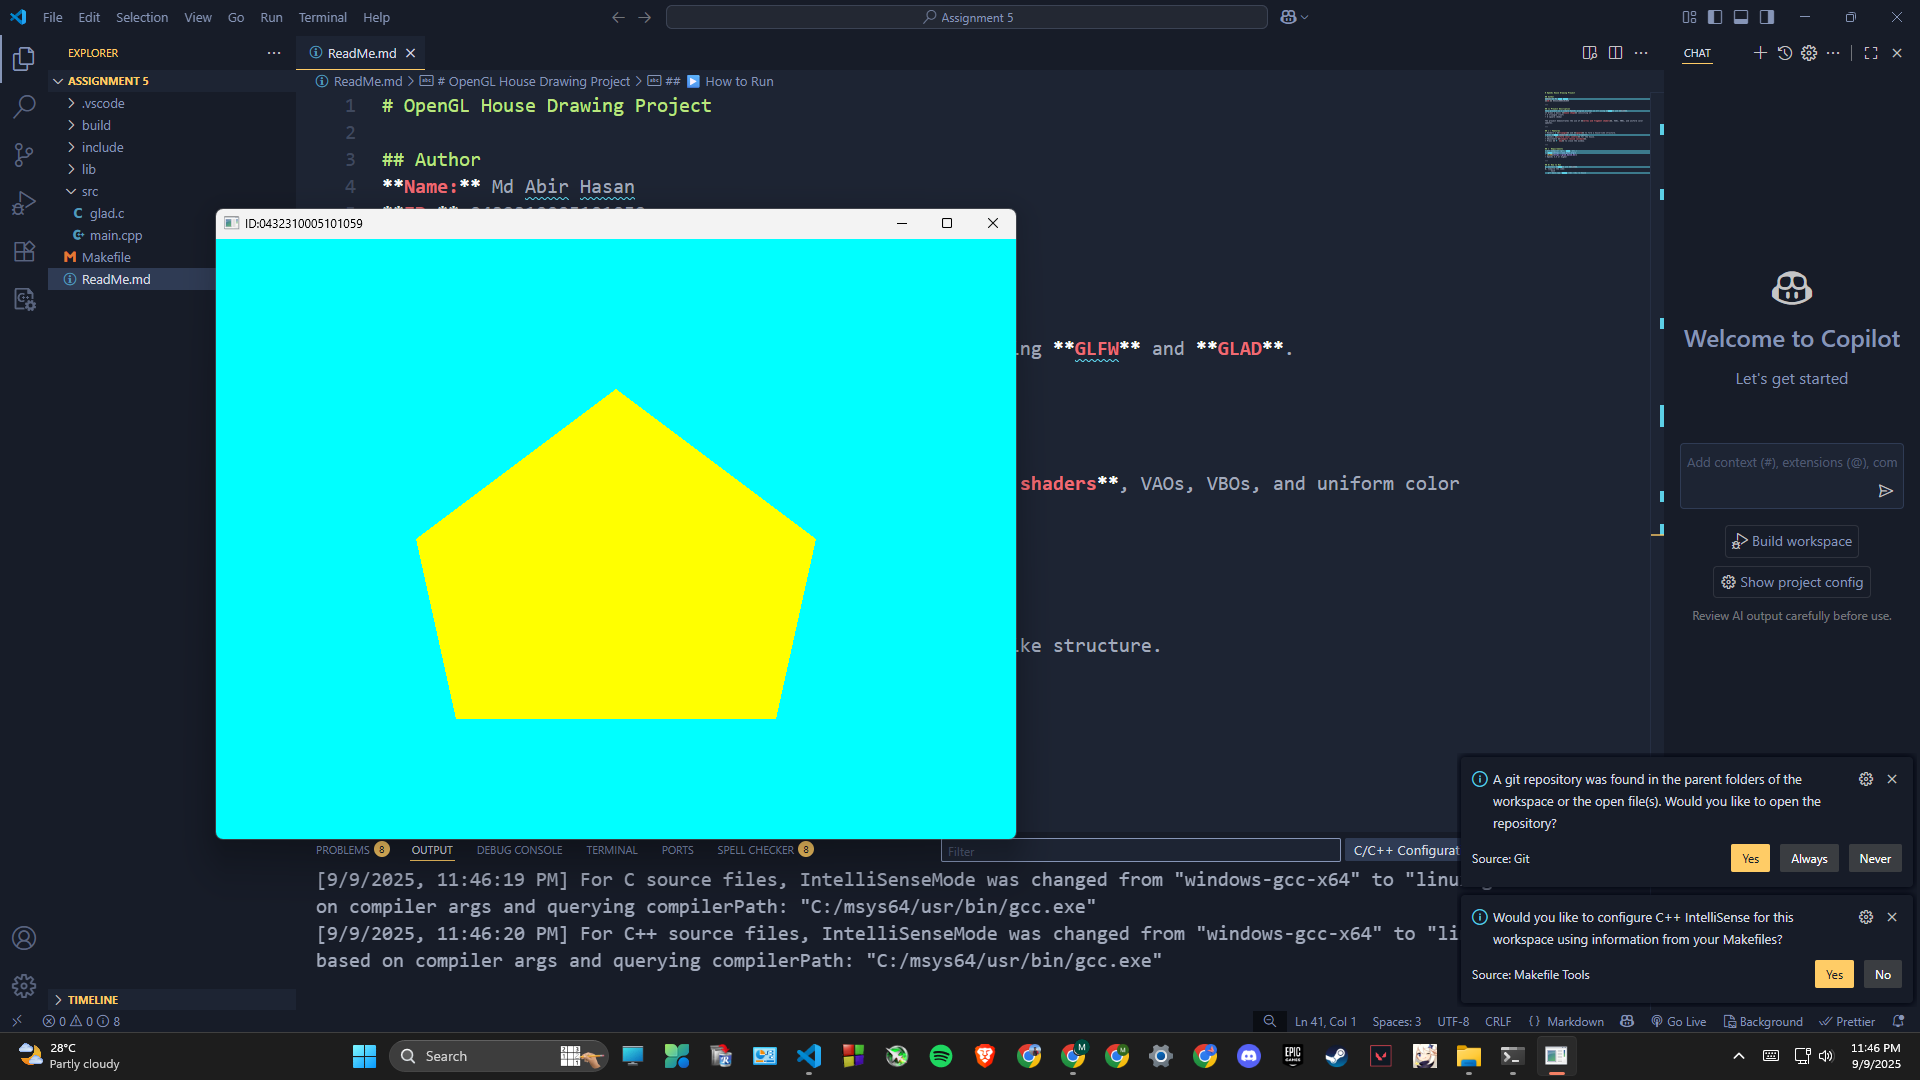 File Edit Selection View Go Run Terminal Help
Assignment 5
EXPLORER
ASSIGNMENT 5
.vscode
build
include
lib
src
C glad.c
main.cpp
M Makefile
ReadMe.md
TIMELINE
ReadMe.md
ReadMe.md > # OpenGL House Drawing Project > ## ▶ How to Run
1 # OpenGL House Drawing Project
2
3 ## Author
4 **Name:** Md Abir Hasan
ID:0432310005101059
ng **GLFW** and **GLAD**.
shaders**, VAOs, VBOs, and uniform color
ke structure.
PROBLEMS 8 OUTPUT DEBUG CONSOLE TERMINAL PORTS SPELL CHECKER 8
Filter
C/C++ Configurat
[9/9/2025, 11:46:19 PM] For C source files, IntelliSenseMode was changed from "windows-gcc-x64" to "linu
on compiler args and querying compilerPath: "C:/msys64/usr/bin/gcc.exe"
[9/9/2025, 11:46:20 PM] For C++ source files, IntelliSenseMode was changed from "windows-gcc-x64" to "li
based on compiler args and querying compilerPath: "C:/msys64/usr/bin/gcc.exe"
CHAT
Welcome to Copilot
Let's get started
Add context (#), extensions (@), com
Build workspace
Show project config
Review AI output carefully before use.
A git repository was found in the parent folders of the
workspace or the open file(s). Would you like to open the
repository?
Source: Git
Yes Always Never
Would you like to configure C++ IntelliSense for this
workspace using information from your Makefiles?
Source: Makefile Tools
Yes No
0 0 8
Ln 41, Col 1 Spaces: 3 UTF-8 CRLF {} Markdown Go Live Background Prettier
28°C
Partly cloudy
Search
EPIC GAMES
11:46 PM
9/9/2025